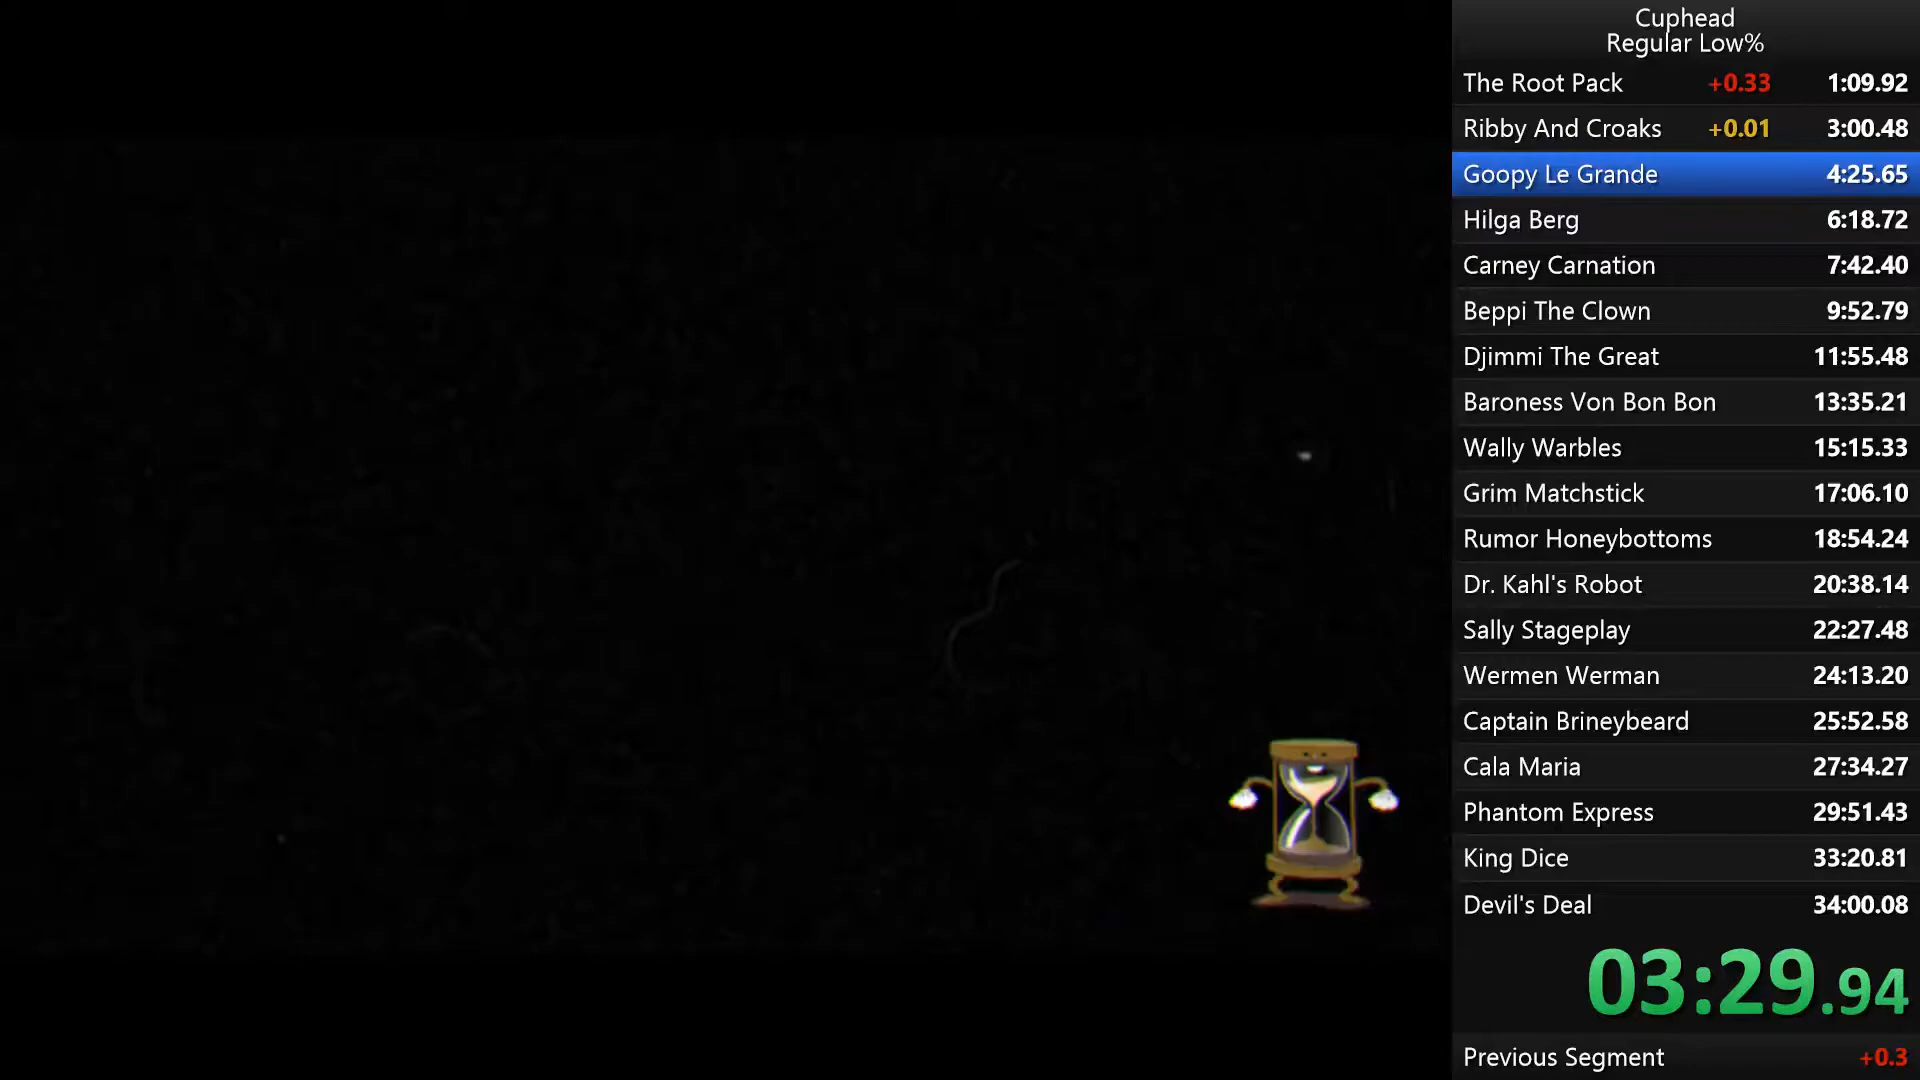 Cuphead
Regular Low%
The Root Pack +0.33 1:09.92
Ribby And Croaks +0.01 3:00.48
Goopy Le Grande 4:25.65
Hilga Berg 6:18.72
Carney Carnation 7:42.40
Beppi The Clown 9:52.79
Djimmi The Great 11:55.48
Baroness Von Bon Bon 13:35.21
Wally Warbles 15:15.33
Grim Matchstick 17:06.10
Rumor Honeybottoms 18:54.24
Dr. Kahl's Robot 20:38.14
Sally Stageplay 22:27.48
Wermen Werman 24:13.20
Captain Brineybeard 25:52.58
Cala Maria 27:34.27
Phantom Express 29:51.43
King Dice 33:20.81
Devil's Deal 34:00.08
03:29.94
Previous Segment +0.3